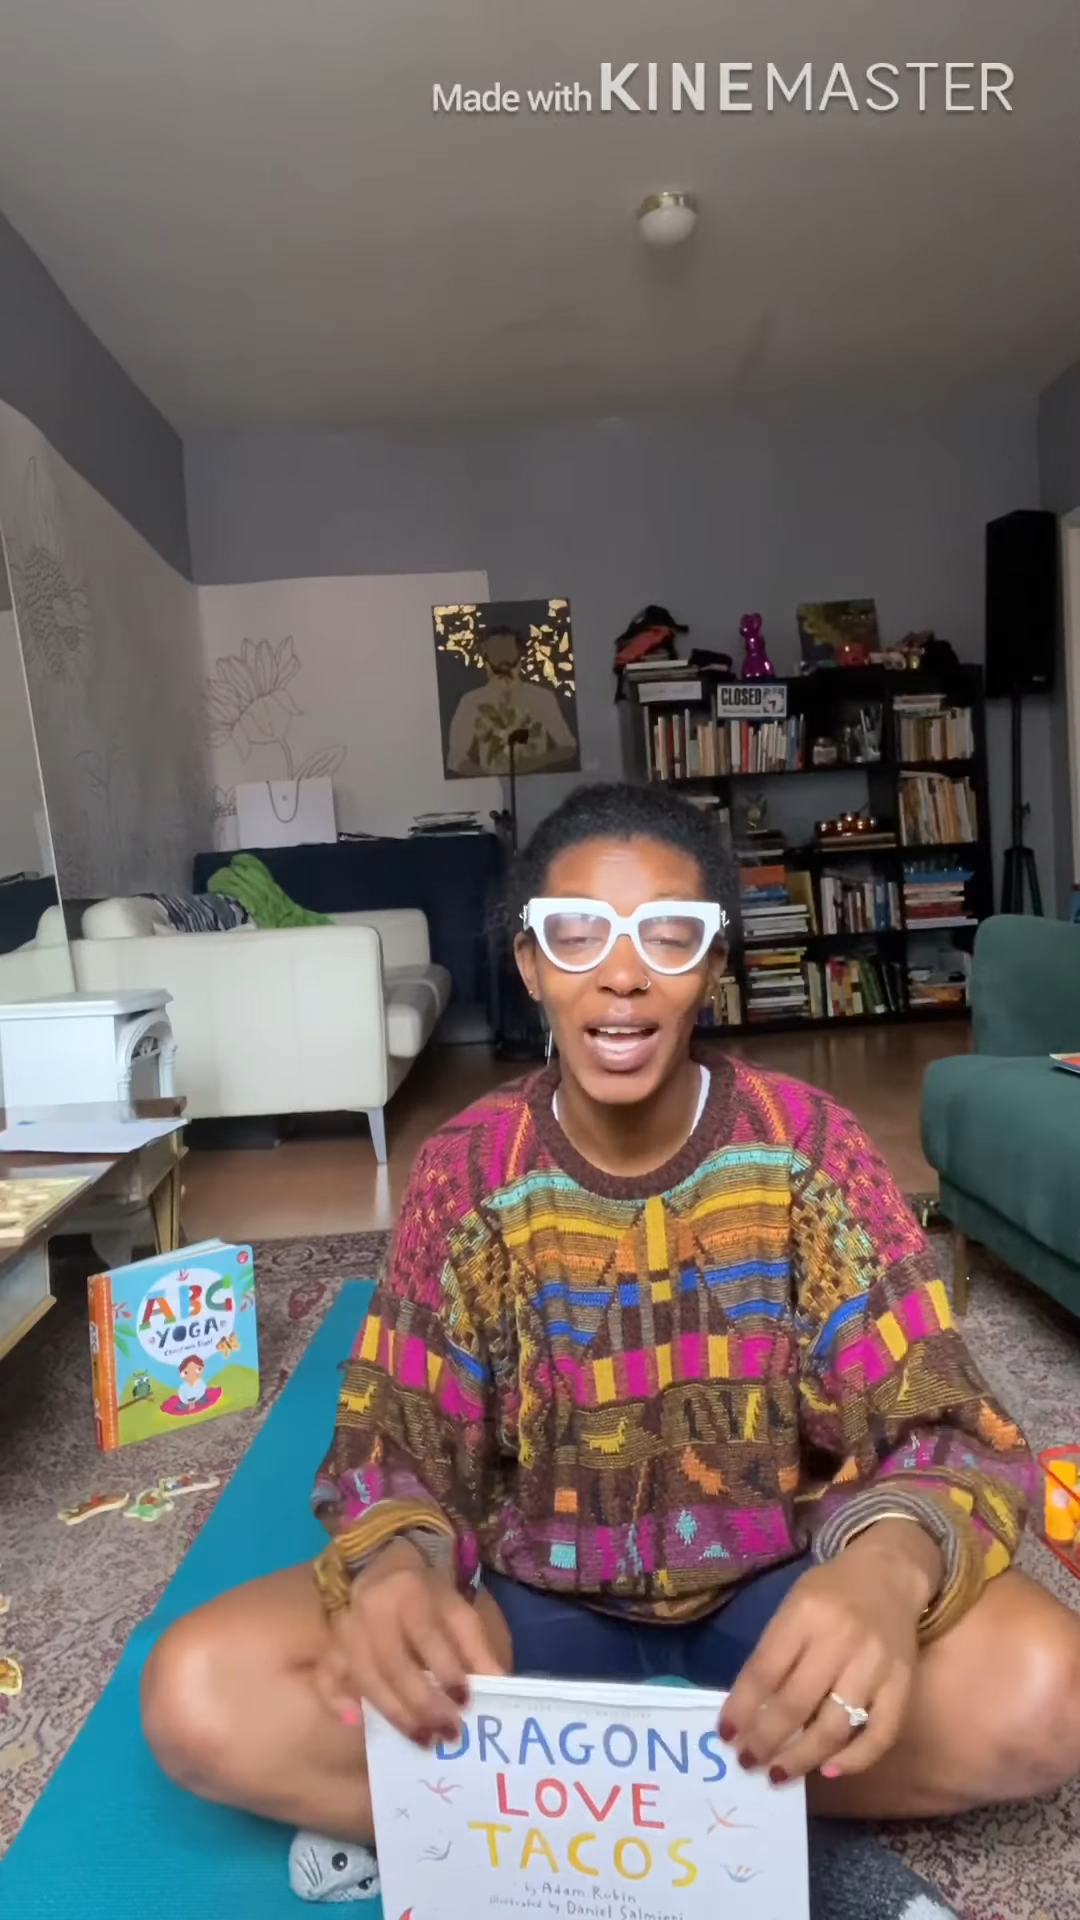 Made with KINEMASTER
CLOSED
ABC
YOGA
DRAGONS
LOVE
TACOS
by Adam Rubin
illustrated by Daniel Salmieri